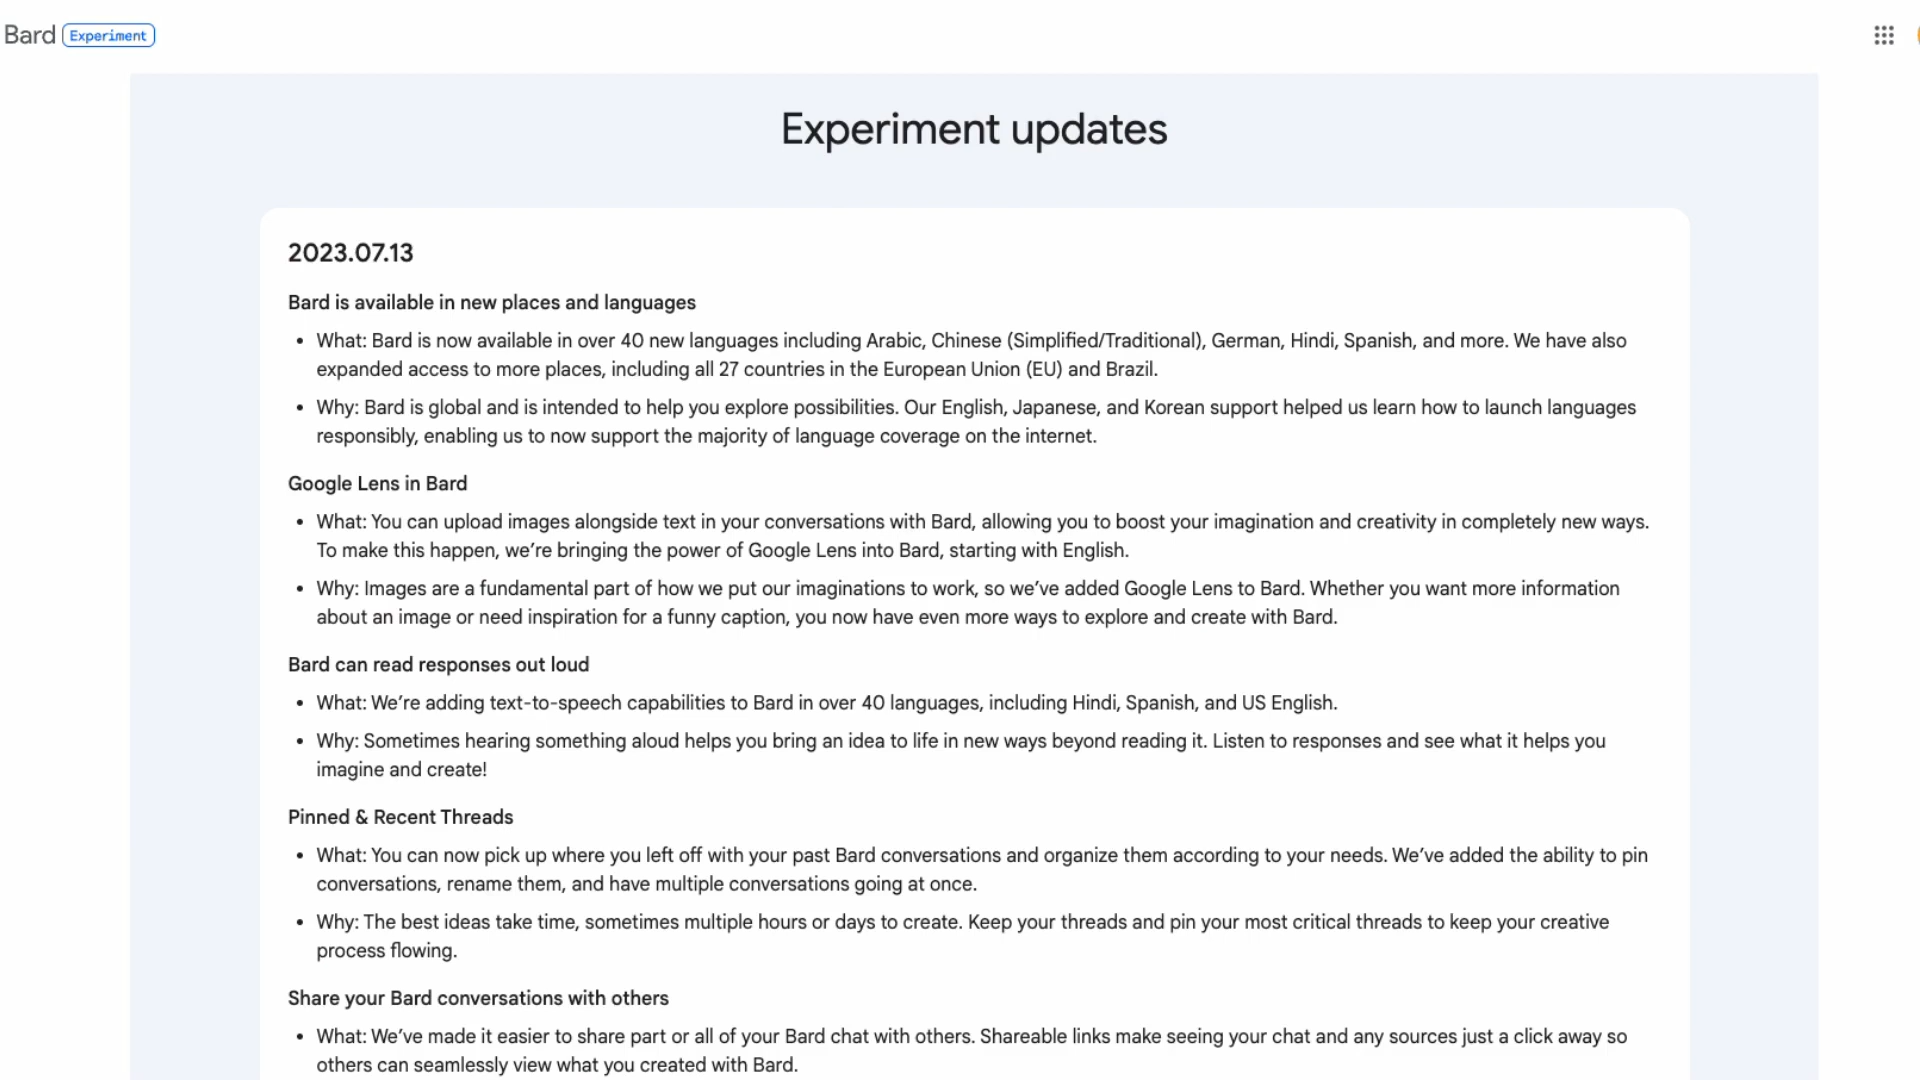 Bard Experiment
Experiment updates
2023.07.13
Bard is available in new places and languages
• What: Bard is now available in over 40 new languages including Arabic, Chinese (Simplified/Traditional), German, Hindi, Spanish, and more. We have also
expanded access to more places, including all 27 countries in the European Union (EU) and Brazil.
• Why: Bard is global and is intended to help you explore possibilities. Our English, Japanese, and Korean support helped us learn how to launch languages
responsibly, enabling us to now support the majority of language coverage on the internet.
Google Lens in Bard
• What: You can upload images alongside text in your conversations with Bard, allowing you to boost your imagination and creativity in completely new ways.
To make this happen, we’re bringing the power of Google Lens into Bard, starting with English.
• Why: Images are a fundamental part of how we put our imaginations to work, so we’ve added Google Lens to Bard. Whether you want more information
about an image or need inspiration for a funny caption, you now have even more ways to explore and create with Bard.
Bard can read responses out loud
• What: We’re adding text-to-speech capabilities to Bard in over 40 languages, including Hindi, Spanish, and US English.
• Why: Sometimes hearing something aloud helps you bring an idea to life in new ways beyond reading it. Listen to responses and see what it helps you
imagine and create!
Pinned & Recent Threads
• What: You can now pick up where you left off with your past Bard conversations and organize them according to your needs. We’ve added the ability to pin
conversations, rename them, and have multiple conversations going at once.
• Why: The best ideas take time, sometimes multiple hours or days to create. Keep your threads and pin your most critical threads to keep your creative
process flowing.
Share your Bard conversations with others
• What: We’ve made it easier to share part or all of your Bard chat with others. Shareable links make seeing your chat and any sources just a click away so
others can seamlessly view what you created with Bard.